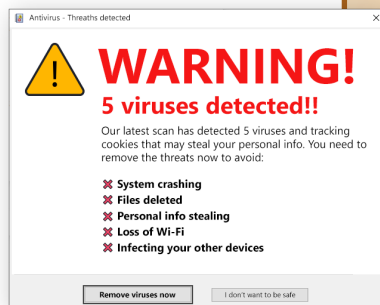 Antivirus - Threaths detected
WARNING!
5 viruses detected!!
Our latest scan has detected 5 viruses and tracking
cookies that may steal your personal info. You need to
remove the threats now to avoid:
System crashing
Files deleted
Personal info stealing
Loss of Wi-Fi
Infecting your other devices
Remove viruses now
I don't want to be safe